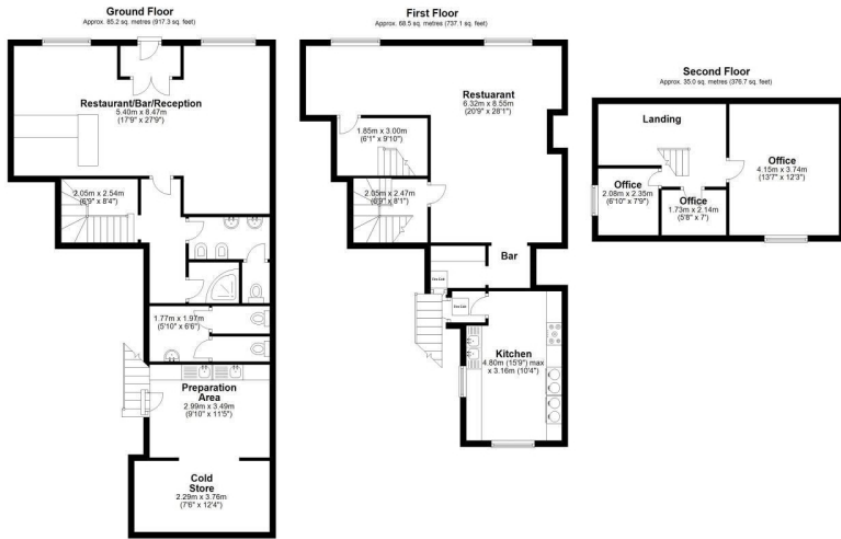 Ground Floor
Approx. 85.2 sq. metres (917.3 sq. feet)
Restaurant/Bar/Reception
5.40m x 8.47m
(17'9" x 27'9")
2.05m x 2.54m
(6'9" x 8'4")
1.77m x 1.97m
(5'10" x 6'6")
Preparation
Area
2.99m x 3.49m
(9'10" x 11'5")
Cold
Store
2.29m x 3.76m
(7'6" x 12'4")
First Floor
Approx. 68.5 sq. metres (737.1 sq. feet)
Restuarant
6.32m x 8.55m
(20'9" x 28'1")
1.85m x 3.00m
(6'1" x 9'10")
2.05m x 2.47m
(6'9" x 8'1")
Bar
Kitchen
4.80m (15'9") max
x 3.16m (10'4")
Second Floor
Approx. 35.0 sq. metres (376.7 sq. feet)
Landing
Office
4.15m x 3.74m
(13'7" x 12'3")
Office
2.08m x 2.35m
(6'10" x 7'9")
Office
1.73m x 2.14m
(5'8" x 7')